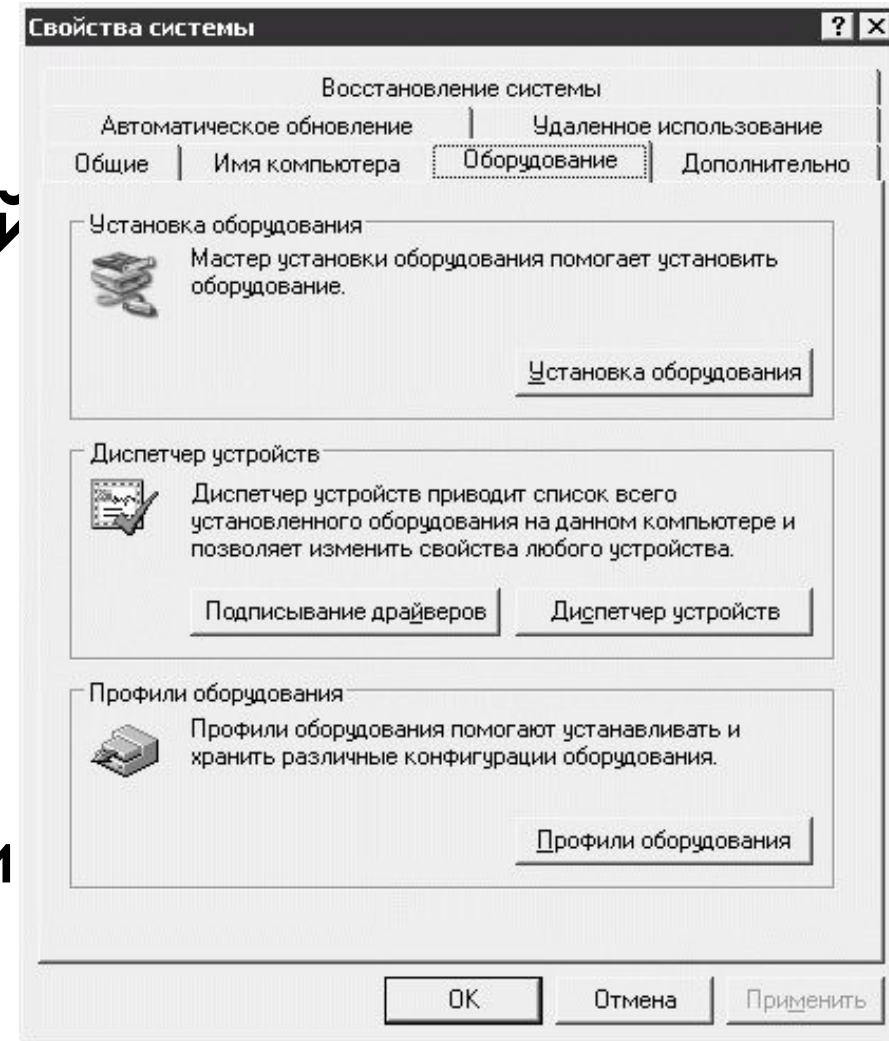 Свойства системы
Восстановление системы
Автоматическое обновление Удаленное использование
Общие Имя компьютера Оборудование Дополнительно
Установка оборудования
Мастер установки оборудования помогает установить
оборудование.
Установка оборудования
Диспетчер устройств
Диспетчер устройств приводит список всего
установленного оборудования на данном компьютере и
позволяет изменить свойства любого устройства.
Подписывание драйверов Диспетчер устройств
Профили оборудования
Профили оборудования помогают устанавливать и
хранить различные конфигурации оборудования.
Профили оборудования
OK Отмена Применить